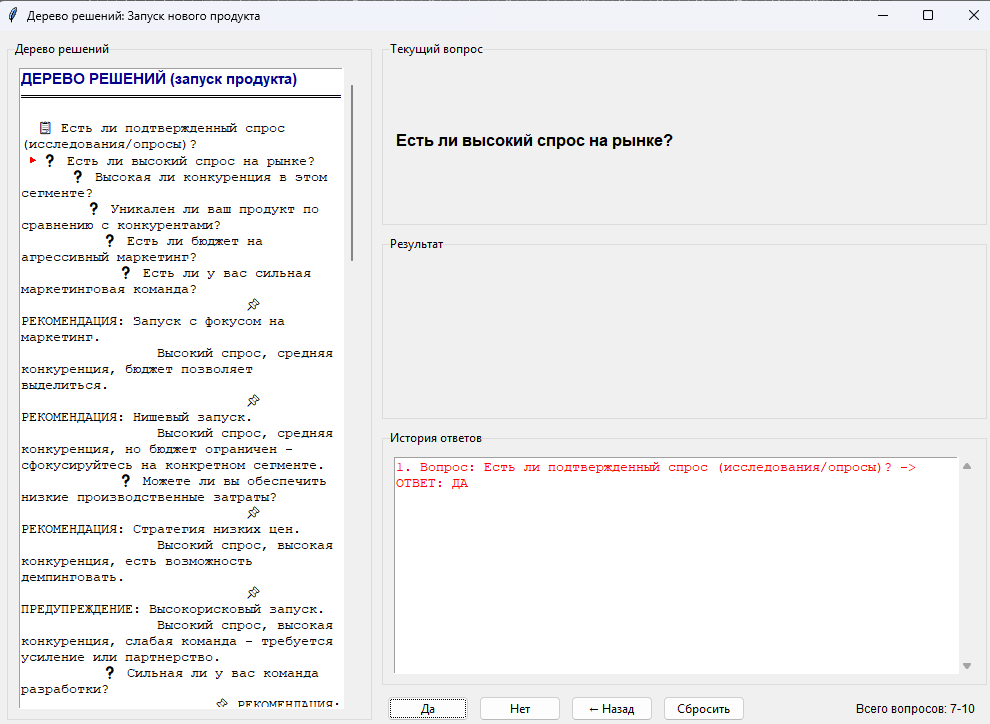 Дерево решений: Запуск нового продукта
Дерево решений
ДЕРЕВО РЕШЕНИЙ (запуск продукта)
Есть ли подтвержденный спрос
(исследования/опросы)?
? Есть ли высокий спрос на рынке?
? Высокая ли конкуренция в этом
сегменте?
? Уникален ли ваш продукт по
сравнению с конкурентами?
? Есть ли бюджет на
агрессивный маркетинг?
? Есть ли у вас сильная
маркетинговая команда?
РЕКОМЕНДАЦИЯ: Запуск с фокусом на
маркетинг.
Высокий спрос, средняя
конкуренция, бюджет позволяет
выделиться.
РЕКОМЕНДАЦИЯ: Нишевый запуск.
Высокий спрос, средняя
конкуренция, но бюджет ограничен –
сфокусируйтесь на конкретном сегменте.
? Можете ли вы обеспечить
низкие производственные затраты?
РЕКОМЕНДАЦИЯ: Стратегия низких цен.
Высокий спрос, высокая
конкуренция, есть возможность
демпинговать.
ПРЕДУПРЕЖДЕНИЕ: Высокорисковый запуск.
Высокий спрос, высокая
конкуренция, слабая команда – требуется
усиление или партнерство.
? Сильная ли у вас команда
разработки?
РЕКОМЕНДАЦИЯ:
Текущий вопрос
Есть ли высокий спрос на рынке?
Результат
История ответов
1. Вопрос: Есть ли подтвержденный спрос (исследования/опросы)? ->
ОТВЕТ: ДА
Да
Нет
← Назад
Сбросить
Всего вопросов: 7-10